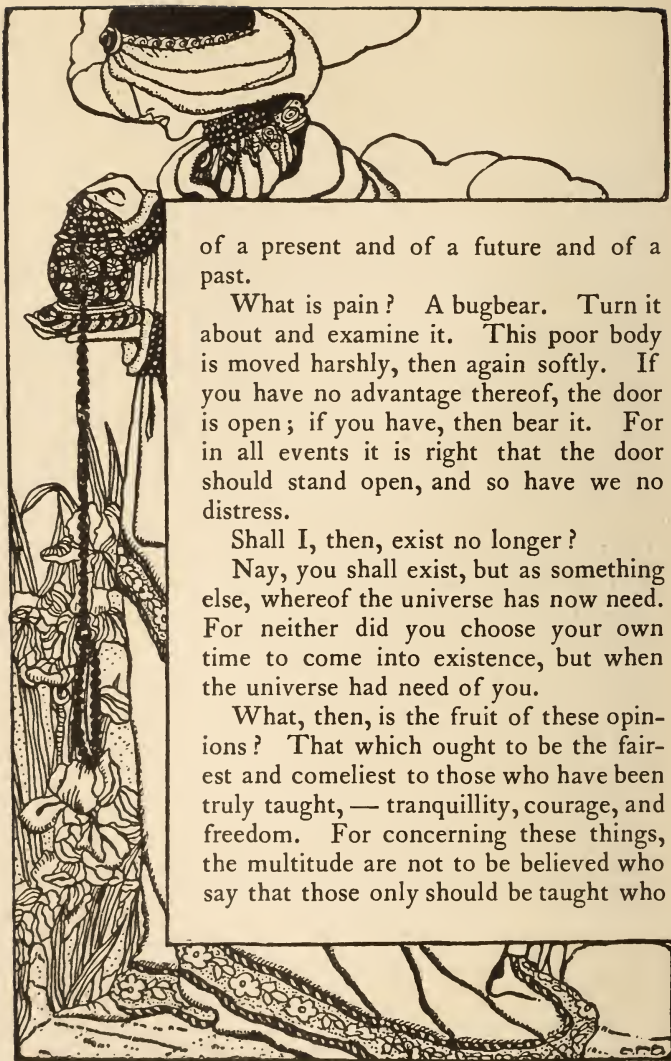 of a present and of a future and of a
past.
What is pain? A bugbear. Turn it
about and examine it. This poor body
is moved harshly, then again softly. If
you have no advantage thereof, the door
is open; if you have, then bear it. For
in all events it is right that the door
should stand open, and so have we no
distress.
Shall I, then, exist no longer?
Nay, you shall exist, but as something
else, whereof the universe has now need.
For neither did you choose your own
time to come into existence, but when
the universe had need of you.
What, then, is the fruit of these opin-
ions? That which ought to be the fair-
est and comeliest to those who have been
truly taught, — tranquillity, courage, and
freedom. For concerning these things,
the multitude are not to be believed who
say that those only should be taught who